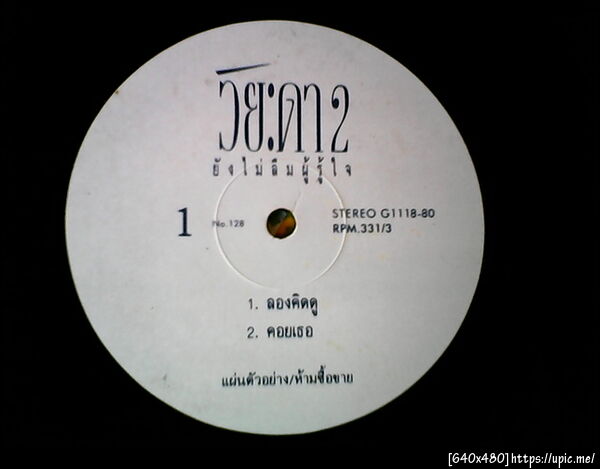 วิยะดา 2
ยังไม่ลืมผู้รู้ใจ
1 No.128 STEREO G1118-80
RPM.331/3
1. ลองคิดดู
2. คอยเธอ
แผ่นตัวอย่าง/ห้ามซื้อขาย
[640x480]https://upic.me/